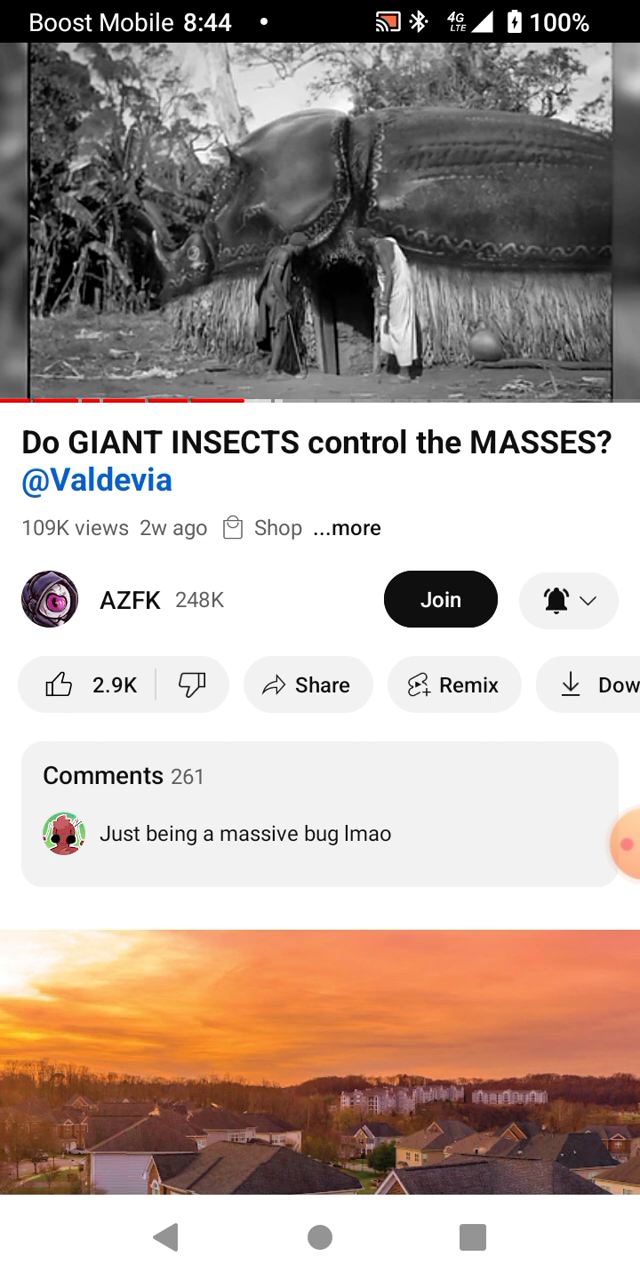 Boost Mobile 8:44
4G
LTE
100%
Do GIANT INSECTS control the MASSES?
@Valdevia
109K views 2w ago Shop ...more
AZFK 248K Join
2.9K Share Remix Dow
Comments 261
Just being a massive bug lmao